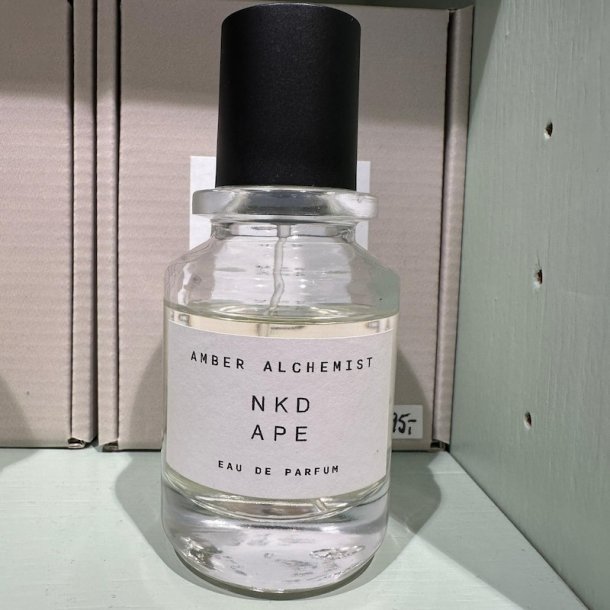 AMBER ALCHEMIST
NKD
APE
EAU DE PARFUM